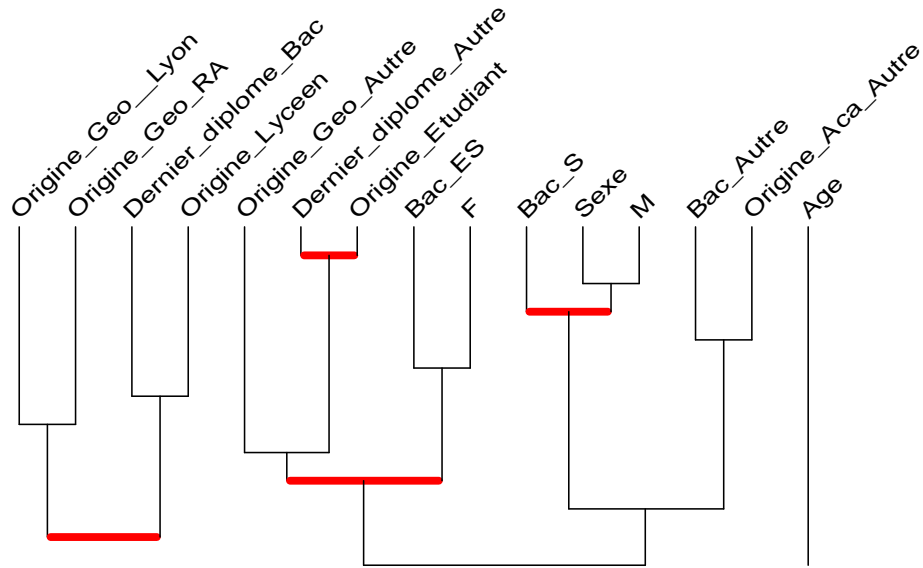 Origine_Geo__Lyon
Origine_Geo_RA
Dernier_diplome_Bac
Origine_Lyceen
Origine_Geo_Autre
Dernier_diplome_Autre
Origine_Etudiant
Bac_ES
F
Bac_S
Sexe
M
Bac_Autre
Origine_Aca_Autre
Age